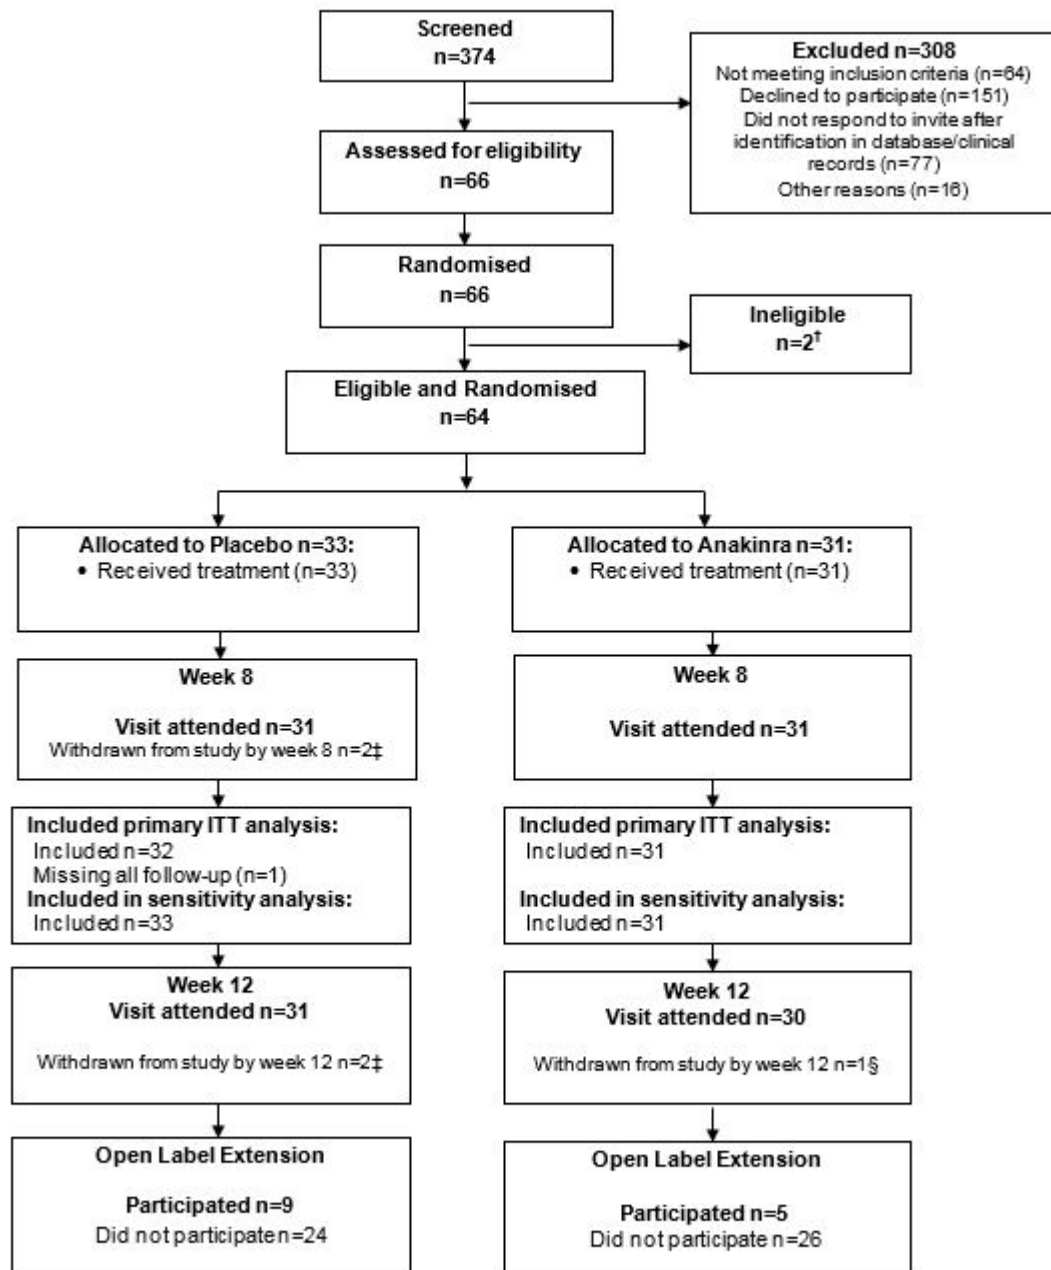 Screened
n=374
Excluded n=308
Not meeting inclusion criteria (n=64)
Declined to participate (n=151)
Did not respond to invite after
identification in database/clinical
records (n=77)
Other reasons (n=16)
Assessed for eligibility
n=66
Randomised
n=66
Ineligible
n=2†
Eligible and Randomised
n=64
Allocated to Placebo n=33:
• Received treatment (n=33)
Allocated to Anakinra n=31:
• Received treatment (n=31)
Week 8
Visit attended n=31
Withdrawn from study by week 8 n=2‡
Week 8
Visit attended n=31
Included primary ITT analysis:
Included n=32
Missing all follow-up (n=1)
Included in sensitivity analysis:
Included n=33
Included primary ITT analysis:
Included n=31
Included in sensitivity analysis:
Included n=31
Week 12
Visit attended n=31
Withdrawn from study by week 12 n=2‡
Week 12
Visit attended n=30
Withdrawn from study by week 12 n=1§
Open Label Extension
Participated n=9
Did not participate n=24
Open Label Extension
Participated n=5
Did not participate n=26